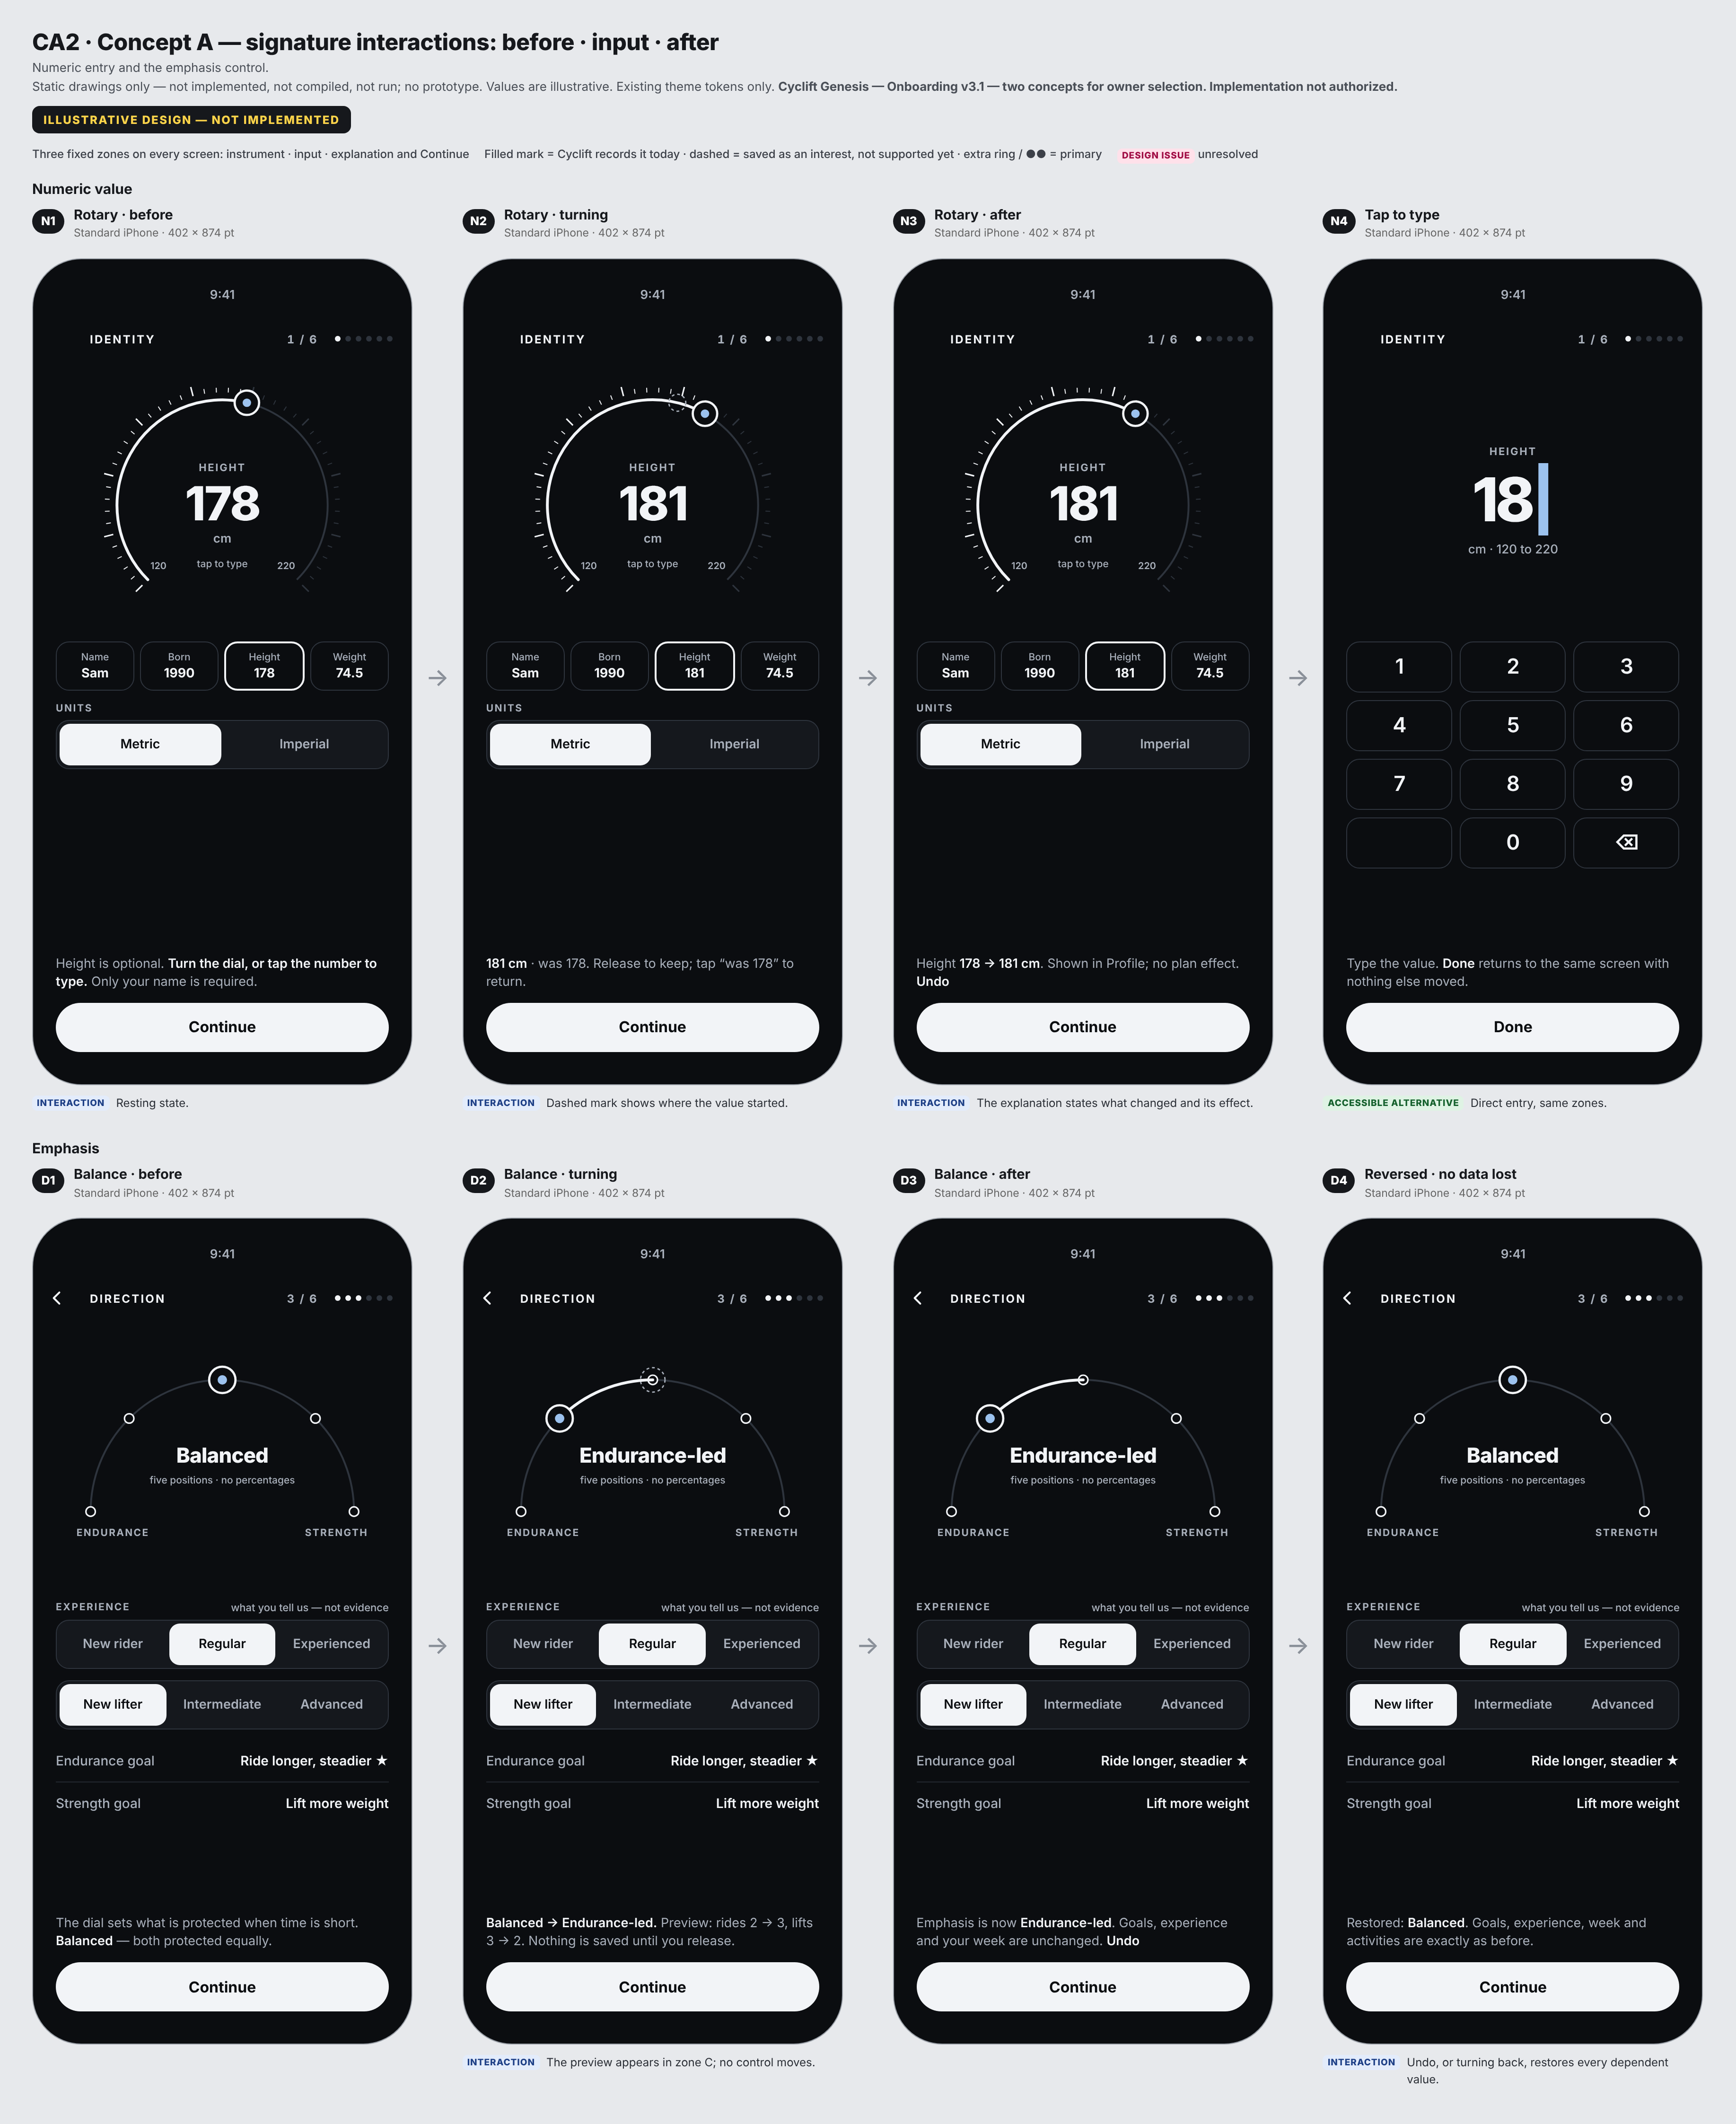 CA2 · Concept A — signature interactions: before · input · after
Numeric entry and the emphasis control.
Static drawings only — not implemented, not compiled, not run; no prototype. Values are illustrative. Existing theme tokens only. Cyclift Genesis — Onboarding v3.1 — two concepts for owner selection. Implementation not authorized.
ILLUSTRATIVE DESIGN — NOT IMPLEMENTED
Three fixed zones on every screen: instrument · input · explanation and Continue
Filled mark = Cyclift records it today · dashed = saved as an interest, not supported yet · extra ring / ●● = primary
DESIGN ISSUE unresolved
Numeric value
N1 Rotary · before
Standard iPhone · 402 × 874 pt
9:41
IDENTITY 1 / 6
HEIGHT
178
cm
120 tap to type 220
Name Born Height Weight
Sam 1990 178 74.5
UNITS
Metric Imperial
Height is optional. Turn the dial, or tap the number to
type. Only your name is required.
Continue
INTERACTION Resting state.
N2 Rotary · turning
Standard iPhone · 402 × 874 pt
9:41
IDENTITY 1 / 6
HEIGHT
181
cm
120 tap to type 220
Name Born Height Weight
Sam 1990 181 74.5
UNITS
Metric Imperial
181 cm · was 178. Release to keep; tap “was 178” to
return.
Continue
INTERACTION Dashed mark shows where the value started.
N3 Rotary · after
Standard iPhone · 402 × 874 pt
9:41
IDENTITY 1 / 6
HEIGHT
181
cm
120 tap to type 220
Name Born Height Weight
Sam 1990 181 74.5
UNITS
Metric Imperial
Height 178 → 181 cm. Shown in Profile; no plan effect.
Undo
Continue
INTERACTION The explanation states what changed and its effect.
N4 Tap to type
Standard iPhone · 402 × 874 pt
9:41
IDENTITY 1 / 6
HEIGHT
18
cm · 120 to 220
1 2 3
4 5 6
7 8 9
0
Type the value. Done returns to the same screen with
nothing else moved.
Done
ACCESSIBLE ALTERNATIVE Direct entry, same zones.
Emphasis
D1 Balance · before
Standard iPhone · 402 × 874 pt
9:41
DIRECTION 3 / 6
Balanced
five positions · no percentages
ENDURANCE STRENGTH
EXPERIENCE what you tell us — not evidence
New rider Regular Experienced
New lifter Intermediate Advanced
Endurance goal Ride longer, steadier ★
Strength goal Lift more weight
The dial sets what is protected when time is short.
Balanced — both protected equally.
Continue
D2 Balance · turning
Standard iPhone · 402 × 874 pt
9:41
DIRECTION 3 / 6
Endurance-led
five positions · no percentages
ENDURANCE STRENGTH
EXPERIENCE what you tell us — not evidence
New rider Regular Experienced
New lifter Intermediate Advanced
Endurance goal Ride longer, steadier ★
Strength goal Lift more weight
Balanced → Endurance-led. Preview: rides 2 → 3, lifts
3 → 2. Nothing is saved until you release.
Continue
INTERACTION The preview appears in zone C; no control moves.
D3 Balance · after
Standard iPhone · 402 × 874 pt
9:41
DIRECTION 3 / 6
Endurance-led
five positions · no percentages
ENDURANCE STRENGTH
EXPERIENCE what you tell us — not evidence
New rider Regular Experienced
New lifter Intermediate Advanced
Endurance goal Ride longer, steadier ★
Strength goal Lift more weight
Emphasis is now Endurance-led. Goals, experience
and your week are unchanged. Undo
Continue
D4 Reversed · no data lost
Standard iPhone · 402 × 874 pt
9:41
DIRECTION 3 / 6
Balanced
five positions · no percentages
ENDURANCE STRENGTH
EXPERIENCE what you tell us — not evidence
New rider Regular Experienced
New lifter Intermediate Advanced
Endurance goal Ride longer, steadier ★
Strength goal Lift more weight
Restored: Balanced. Goals, experience, week and
activities are exactly as before.
Continue
INTERACTION Undo, or turning back, restores every dependent
value.